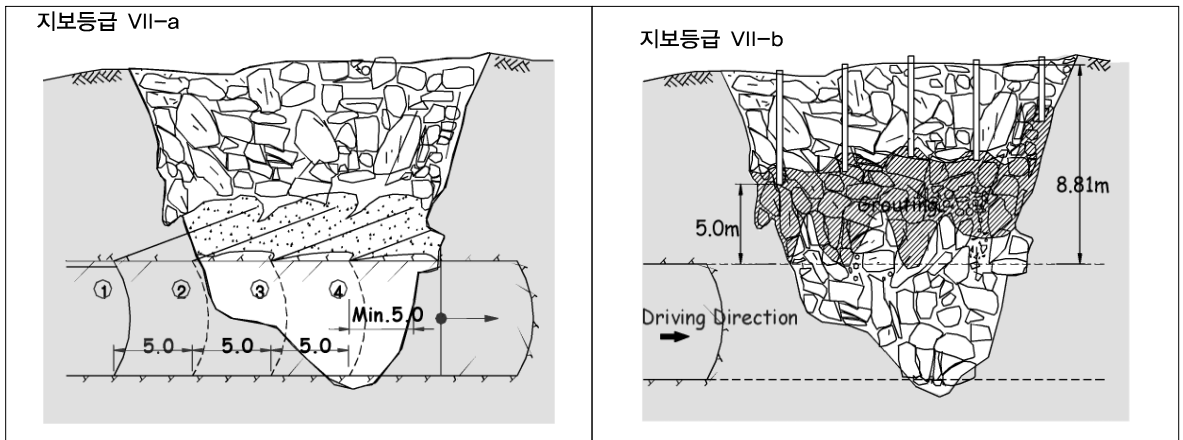 지보등급 VII-a
① ② ③ ④
Min.5.0
5.0 5.0 5.0
지보등급 VII-b
Grouting
8.81m
5.0m
Driving Direction